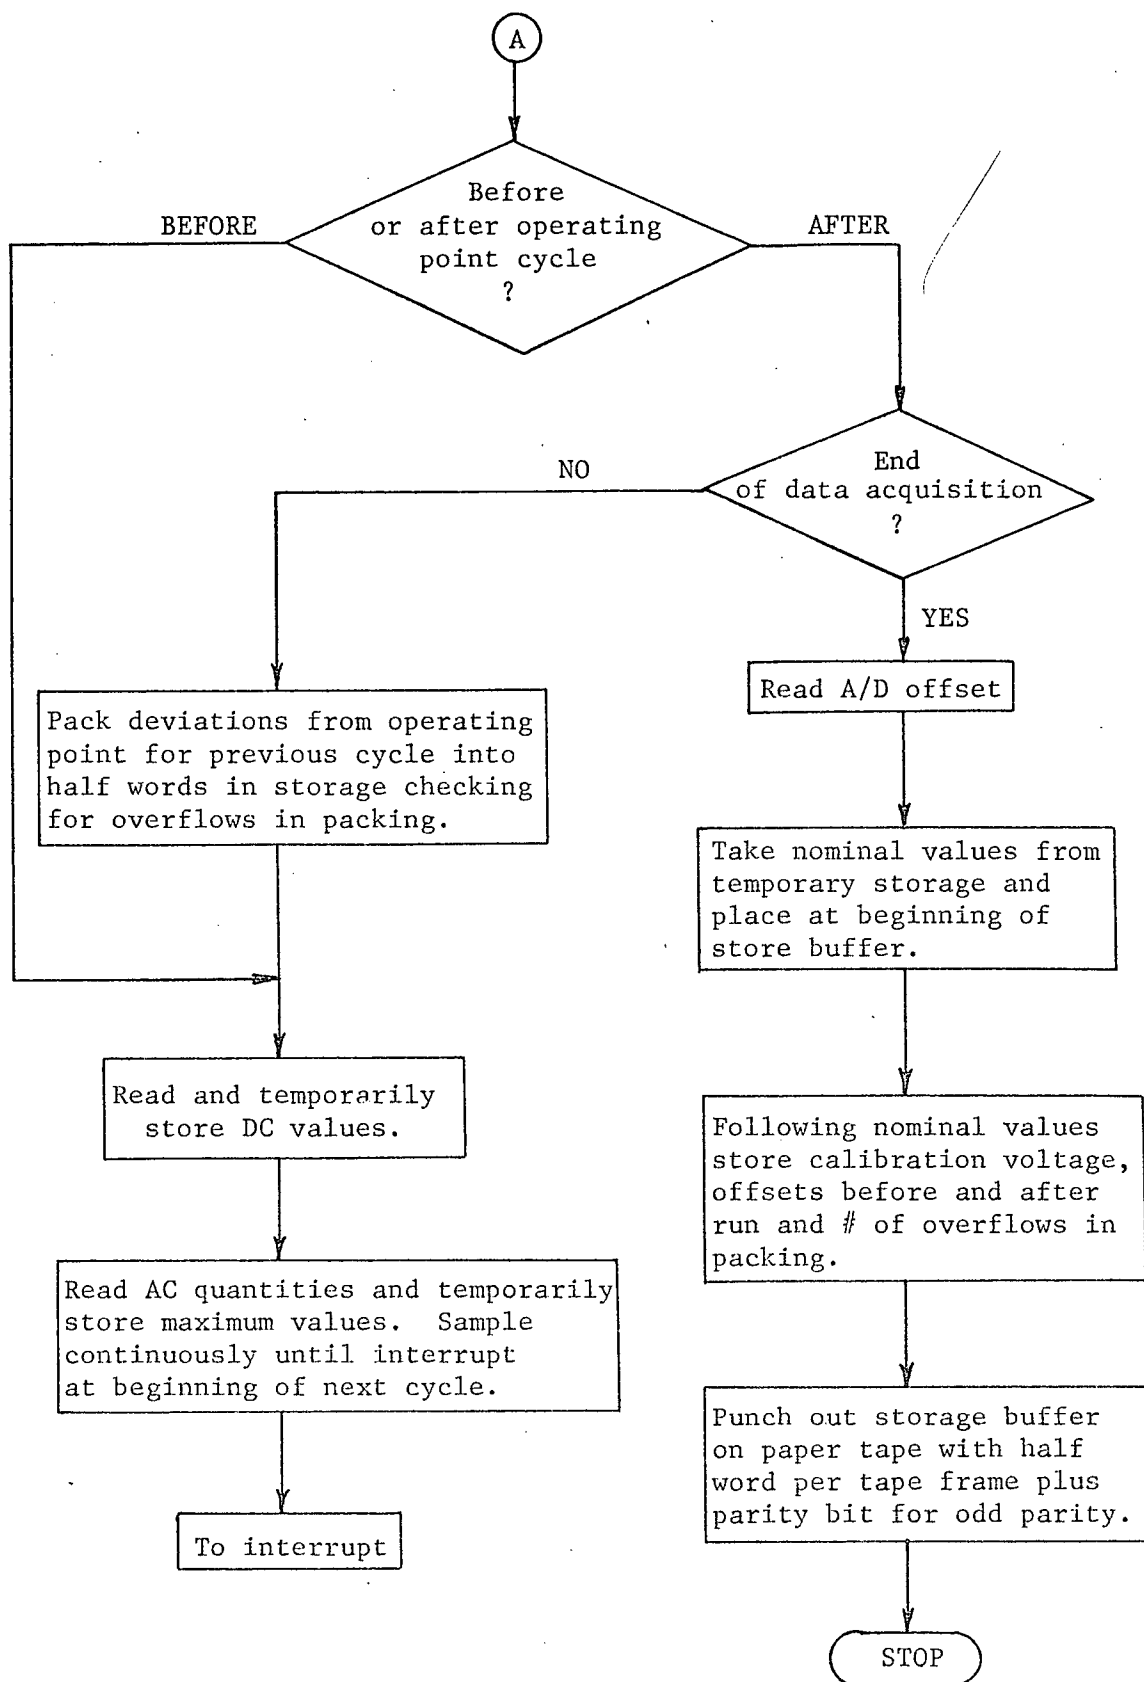 A
Before
or after operating
point cycle
?
BEFORE
AFTER
End
of data acquisition
?
NO
YES
Read A/D offset
Pack deviations from operating
point for previous cycle into
half words in storage checking
for overflows in packing.
Take nominal values from
temporary storage and
place at beginning of
store buffer.
Read and temporarily
store DC values.
Following nominal values
store calibration voltage,
offsets before and after
run and # of overflows in
packing.
Read AC quantities and temporarily
store maximum values. Sample
continuously until interrupt
at beginning of next cycle.
Punch out storage buffer
on paper tape with half
word per tape frame plus
parity bit for odd parity.
To interrupt
STOP